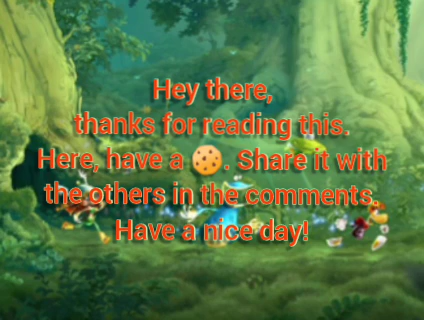 Hey there,
thanks for reading this.
Here, have a 🍪. Share it with
the others in the comments.
Have a nice day!